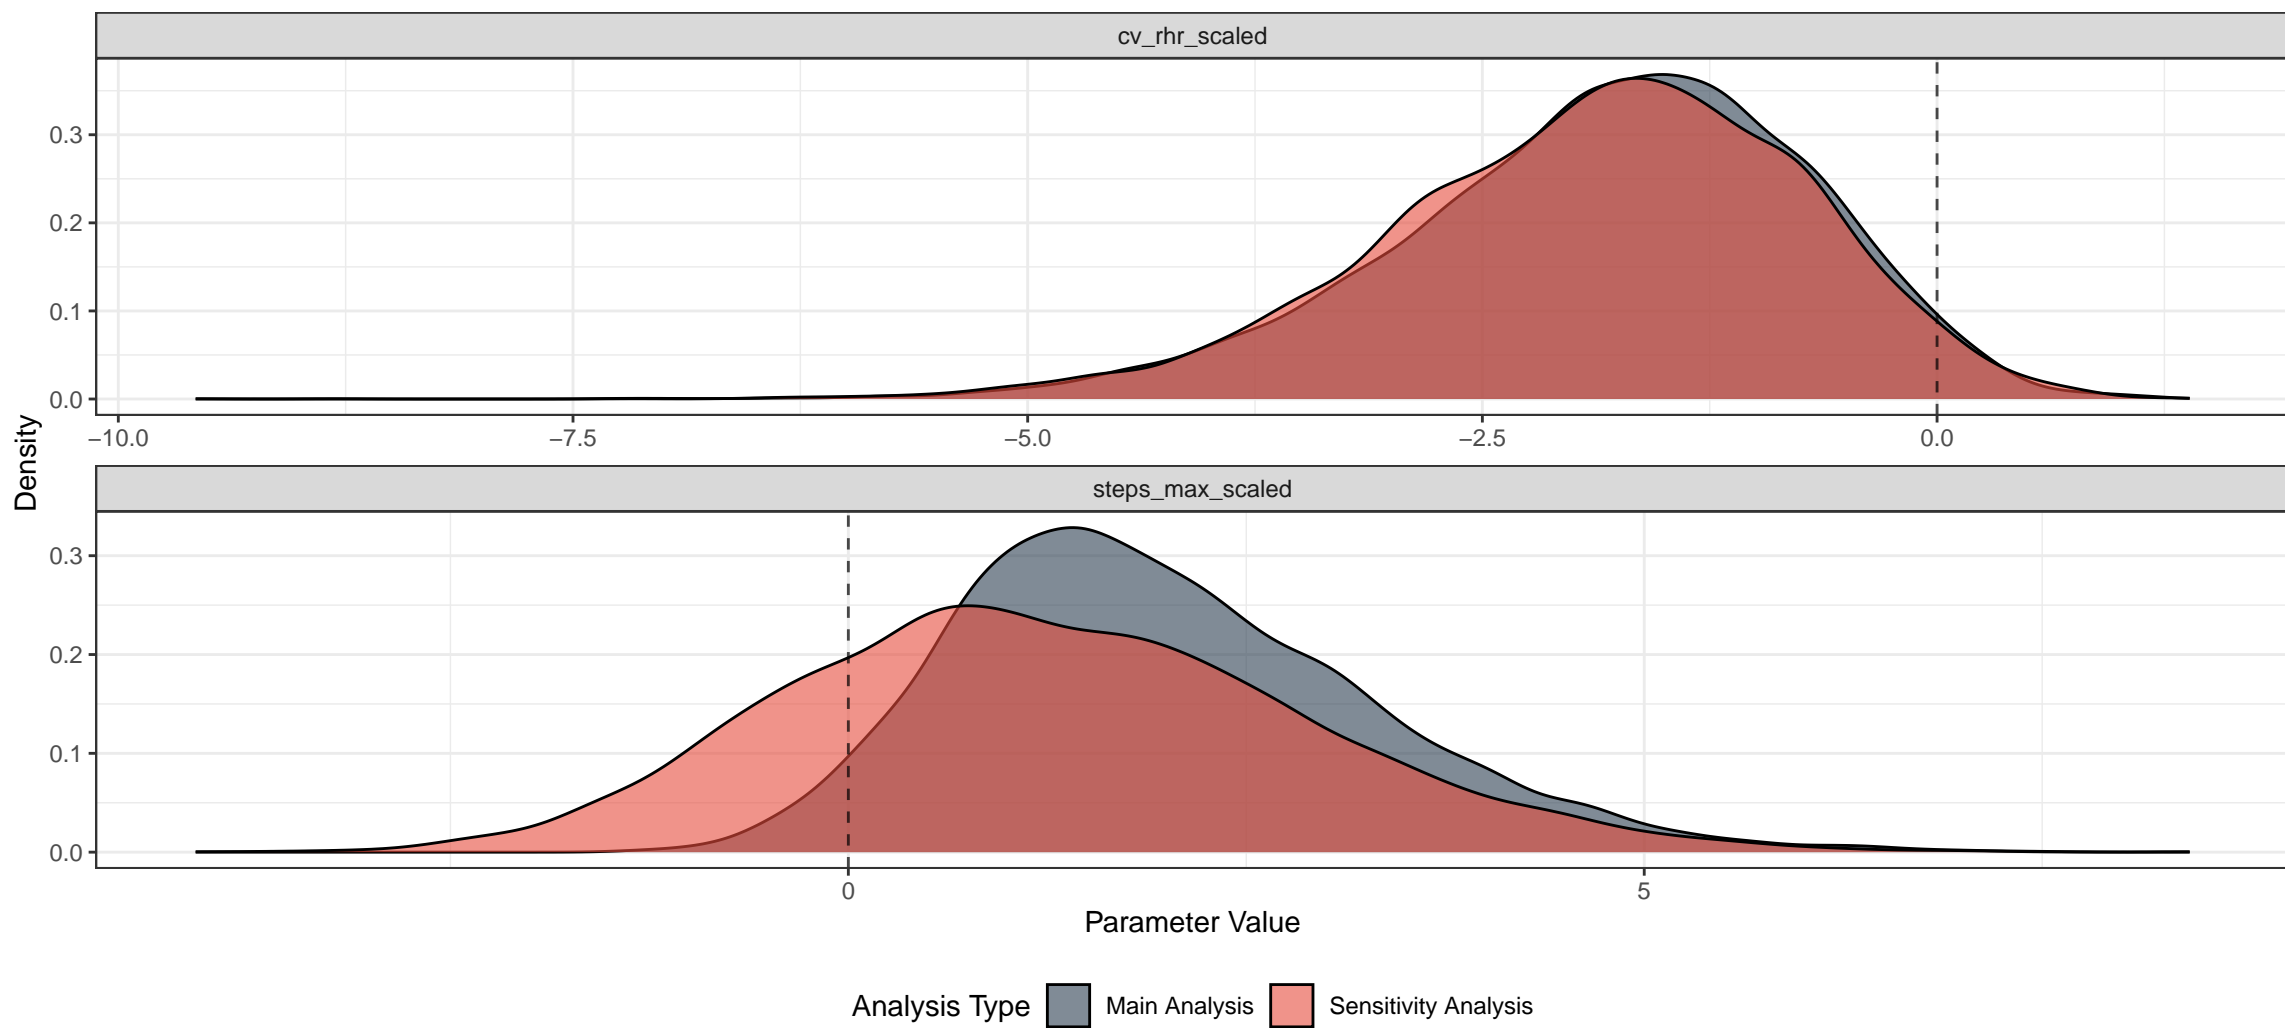 cv_rhr_scaled
0.3
0.2
0.1
0.0
−10.0 −7.5 −5.0 −2.5 0.0
Density
steps_max_scaled
0.3
0.2
0.1
0.0
0 5
Parameter Value
Analysis Type Main Analysis Sensitivity Analysis